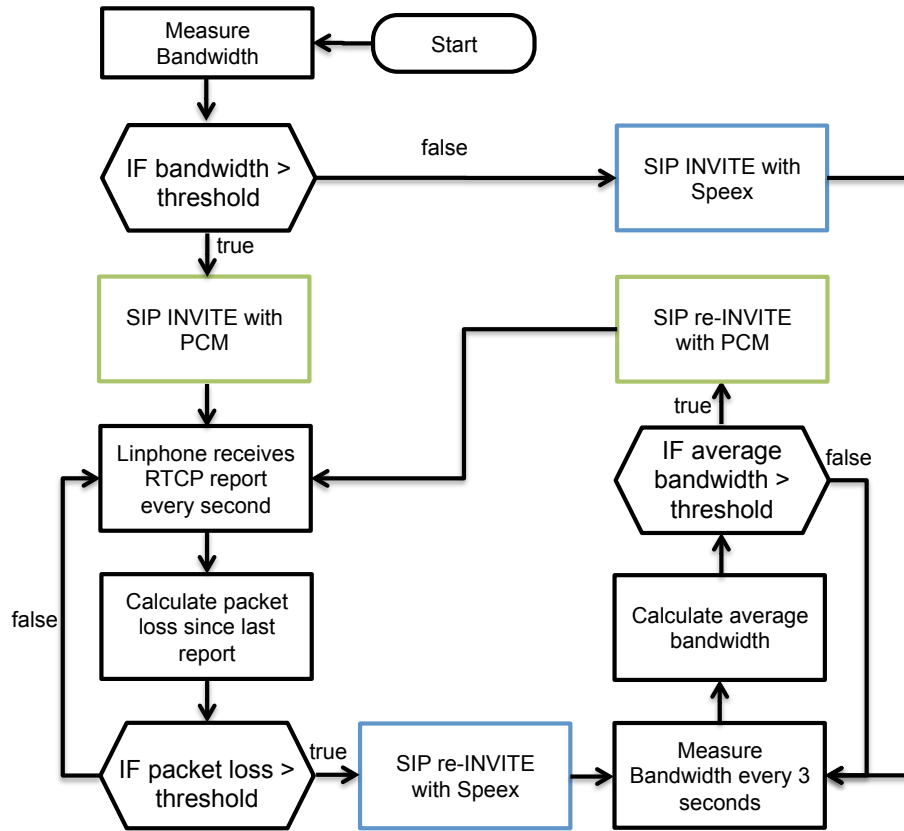 Measure
Bandwidth
Start
IF bandwidth >
threshold
false
SIP INVITE with
Speex
true
SIP INVITE with
PCM
SIP re-INVITE
with PCM
true
Linphone receives
RTCP report
every second
IF average
bandwidth >
threshold
false
false
Calculate packet
loss since last
report
Calculate average
bandwidth
IF packet loss >
threshold
true
SIP re-INVITE
with Speex
Measure
Bandwidth every 3
seconds